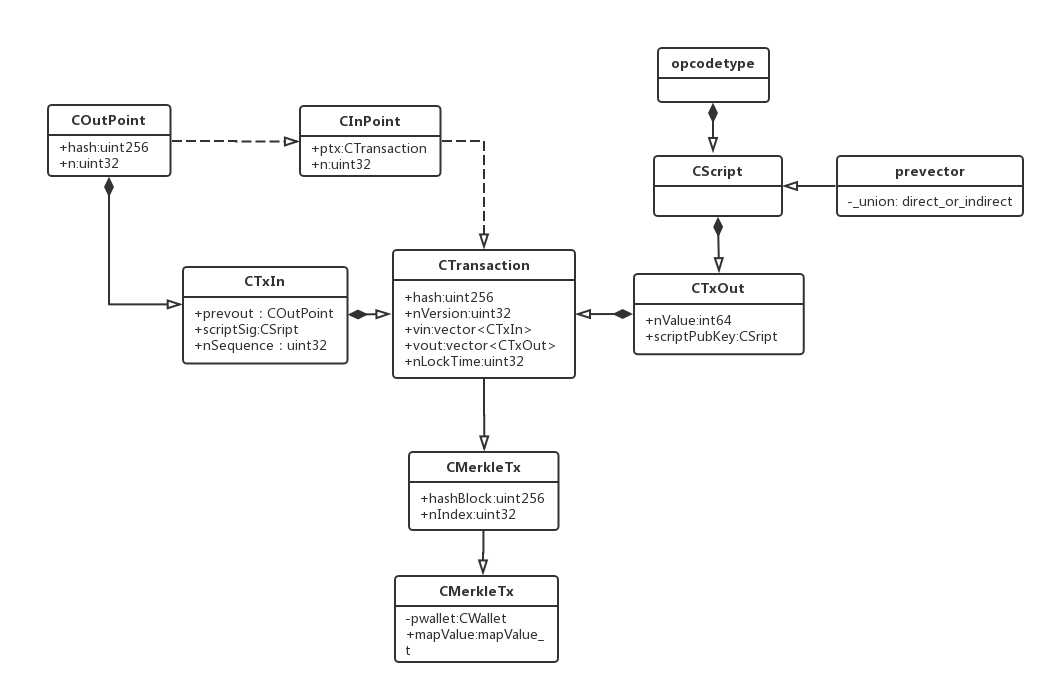 opcodetype
COutPoint
+hash:uint256
+n:uint32
CInPoint
+ptx:CTransaction
+n:uint32
CScript
prevector
-_union: direct_or_indirect
CTxIn
+prevout : COutPoint
+scriptSig:CSript
+nSequence : uint32
CTransaction
+hash:uint256
+nVersion:uint32
+vin:vector<CTxIn>
+vout:vector<CTxOut>
+nLockTime:uint32
CTxOut
+nValue:int64
+scriptPubKey:CSript
CMerkleTx
+hashBlock:uint256
+nIndex:uint32
CMerkleTx
-pwallet:CWallet
+mapValue:mapValue_
t